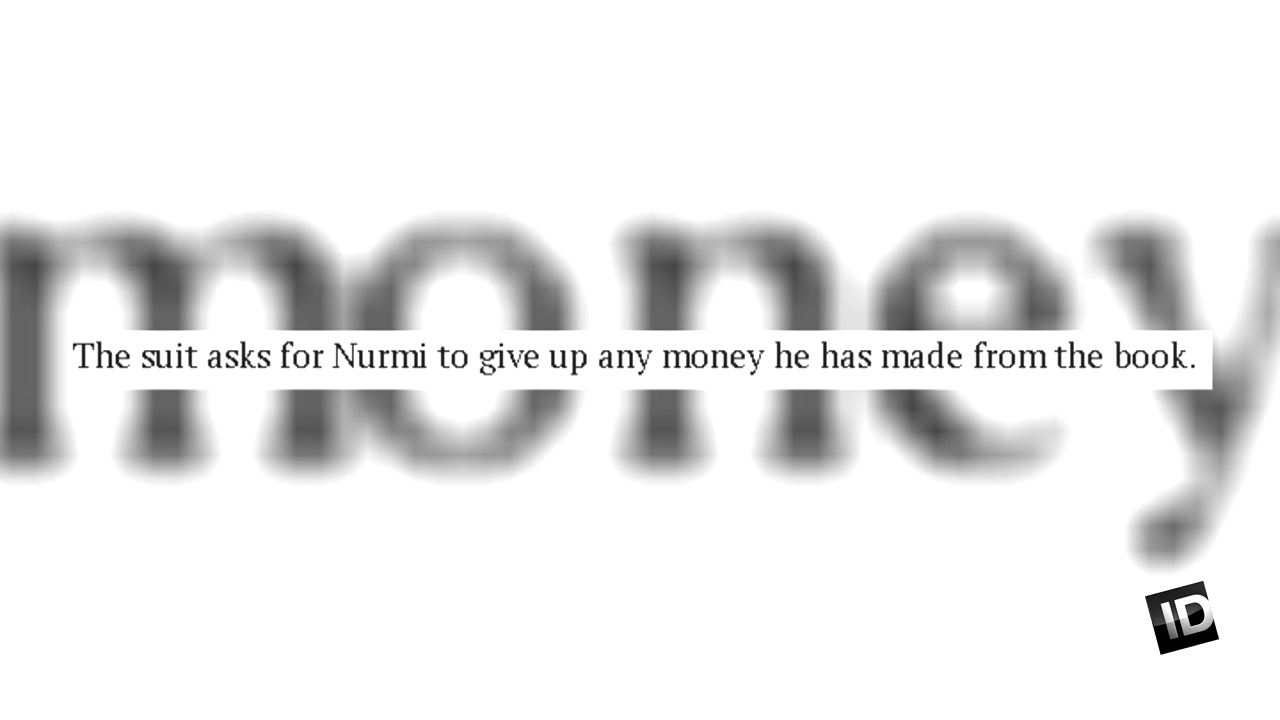 money
The suit asks for Nurmi to give up any money he has made from the book.
ID